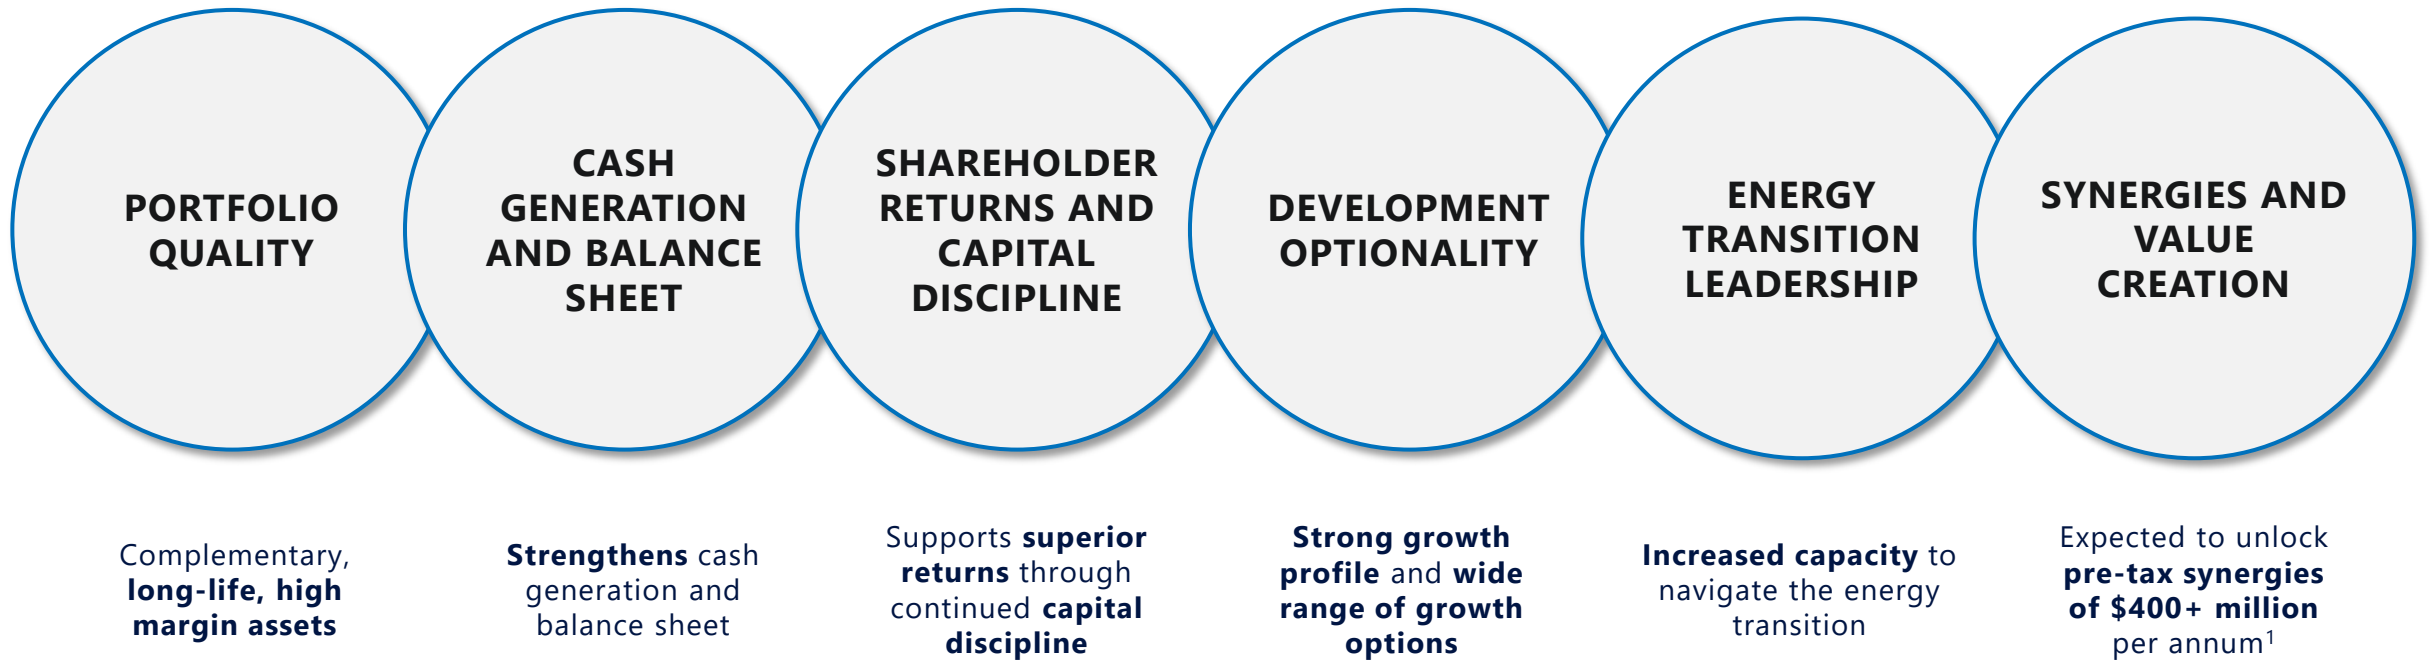 PORTFOLIO
QUALITY
CASH
GENERATION
AND BALANCE
SHEET
SHAREHOLDER
RETURNS AND
CAPITAL
DISCIPLINE
DEVELOPMENT
OPTIONALITY
ENERGY
TRANSITION
LEADERSHIP
SYNERGIES AND
VALUE
CREATION
Complementary,
long-life, high
margin assets
Strengthens cash
generation and
balance sheet
Supports superior
returns through
continued capital
discipline
Strong growth
profile and wide
range of growth
options
Increased capacity to
navigate the energy
transition
Expected to unlock
pre-tax synergies
of $400+ million
per annum¹